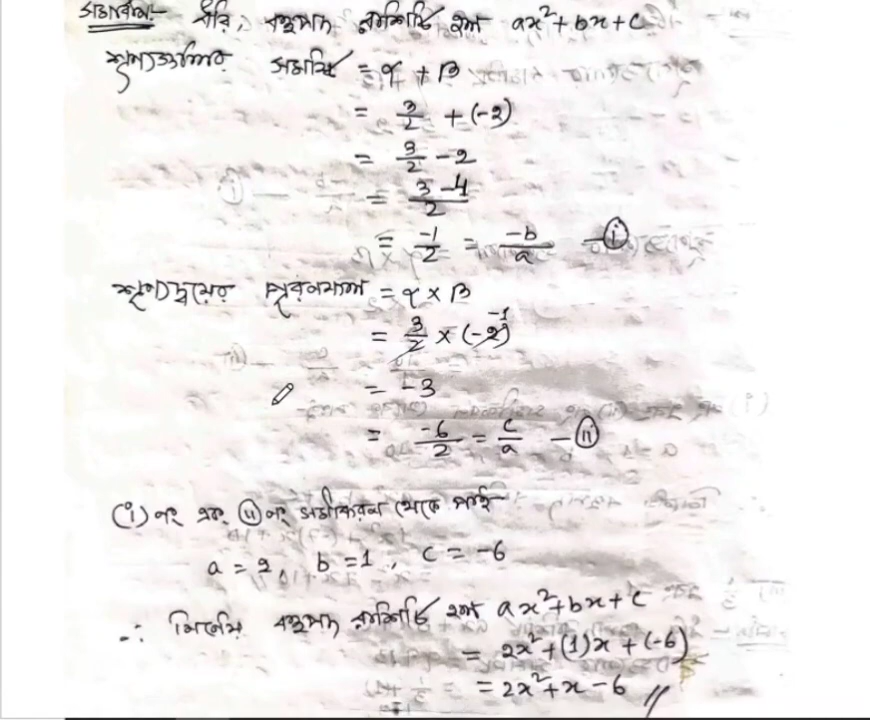 সমাধান:- ধরি, বহুপদ রাশিটি হল ax²+bx+c
শূন্যগুলির সমষ্টি = α + β
= 3/2 + (-2)
= 3/2 - 2
= 3-4/2
= -1/2 = -b/a —(i)
শূন্যদ্বয়ের পূরণফল = α × β
= 3/2 × (-2) -1
= -3
= -6/2 = c/a —(ii)
(i) নং এবং (ii) নং সমীকরণ থেকে পাই
a = 2, b = 1, c = -6
∴ নির্ণেয় বহুপদ রাশিটি হল ax²+bx+c
= 2x²+(1)x+(-6)
= 2x²+x-6 //